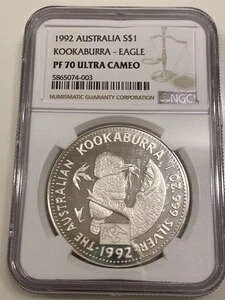 1992 AUSTRALIA S$1
KOOKABURRA - EAGLE
PF 70 ULTRA CAMEO
5865074-003
NUMISMATIC GUARANTY CORPORATION
NGC
THE AUSTRALIAN KOOKABURRA
1 OZ 999 SILVER
1992